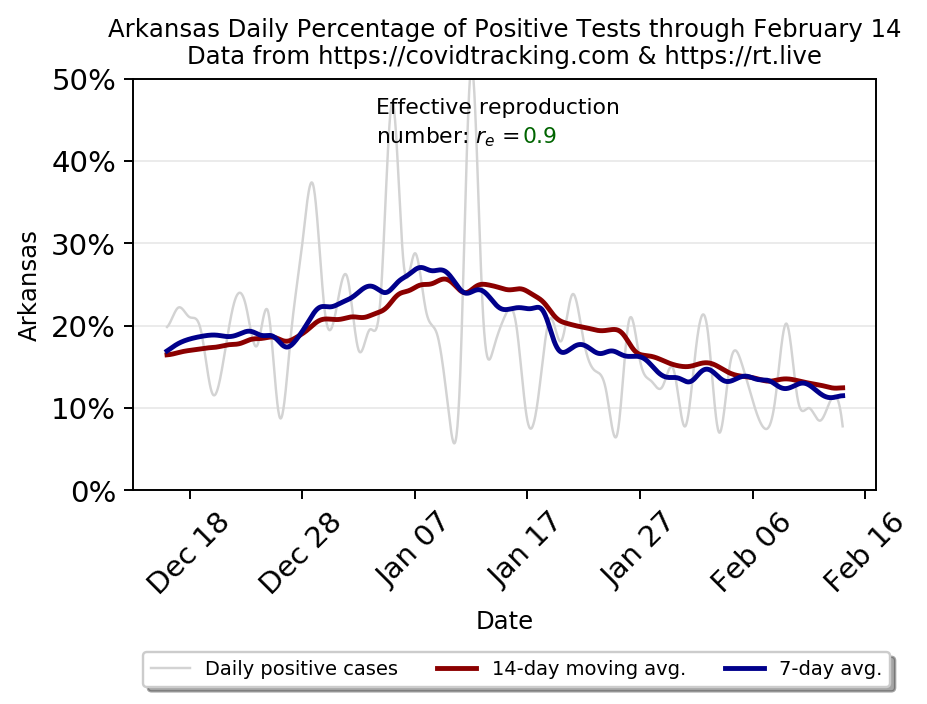 Arkansas Daily Percentage of Positive Tests through February 14
Data from https://covidtracking.com & https://rt.live
Effective reproduction
number: rₑ = 0.9
50%
40%
30%
20%
10%
0%
Arkansas
Dec 18
Dec 28
Jan 07
Jan 17
Jan 27
Feb 06
Feb 16
Date
Daily positive cases
14-day moving avg.
7-day avg.